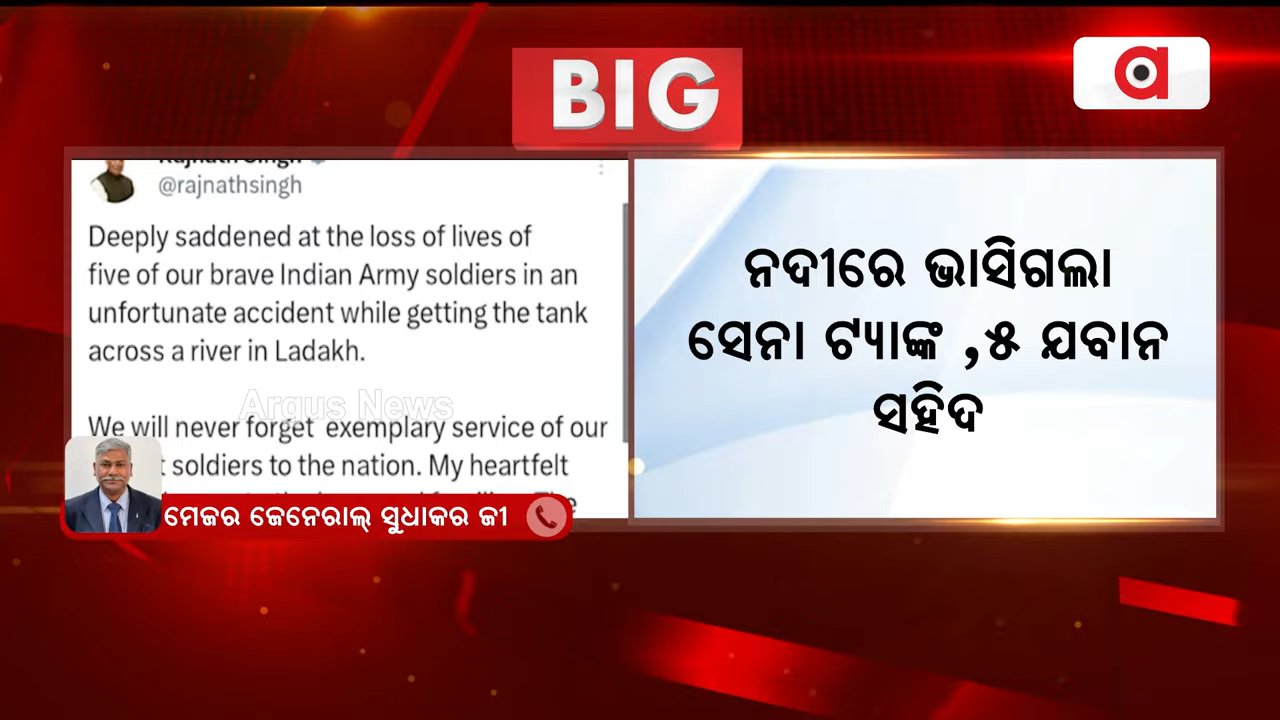 BIG
a
Rajnath Singh
@rajnathsingh
Deeply saddened at the loss of lives of
five of our brave Indian Army soldiers in an
unfortunate accident while getting the tank
across a river in Ladakh.
Argus News
We will never forget exemplary service of our
soldiers to the nation. My heartfelt
The
ମେଜର ଜେନେରାଲ୍ ସୁଧାକର ଜୀ
ନଦୀରେ ଭାସିଗଲା
ସେନା ଟ୍ୟାଙ୍କ ,୫ ଯବାନ
ସହିଦ